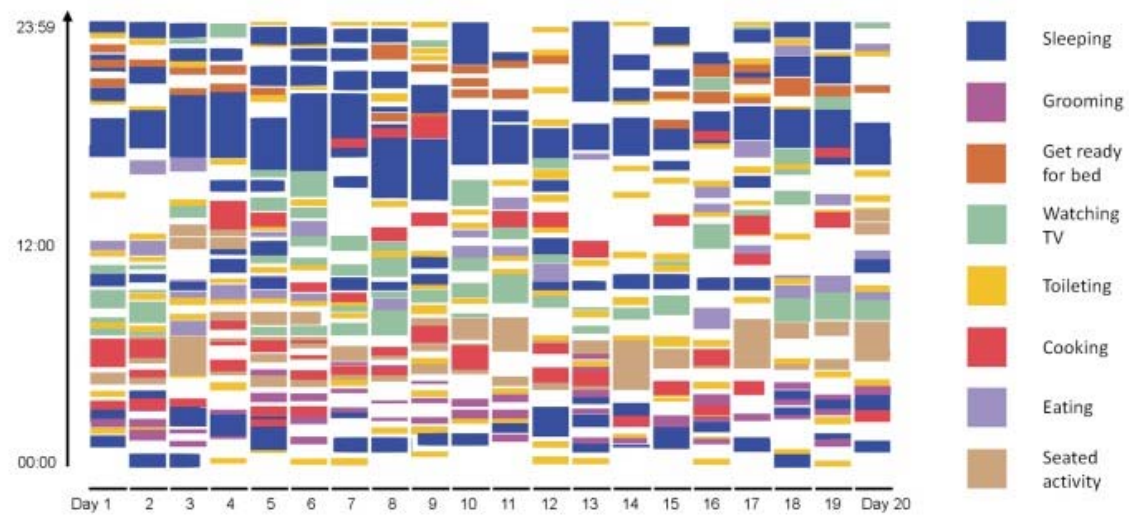 23:59
12:00
00:00
Day 1 2 3 4 5 6 7 8 9 10 11 12 13 14 15 16 17 18 19 Day 20
Sleeping
Grooming
Get ready
for bed
Watching
TV
Toileting
Cooking
Eating
Seated
activity